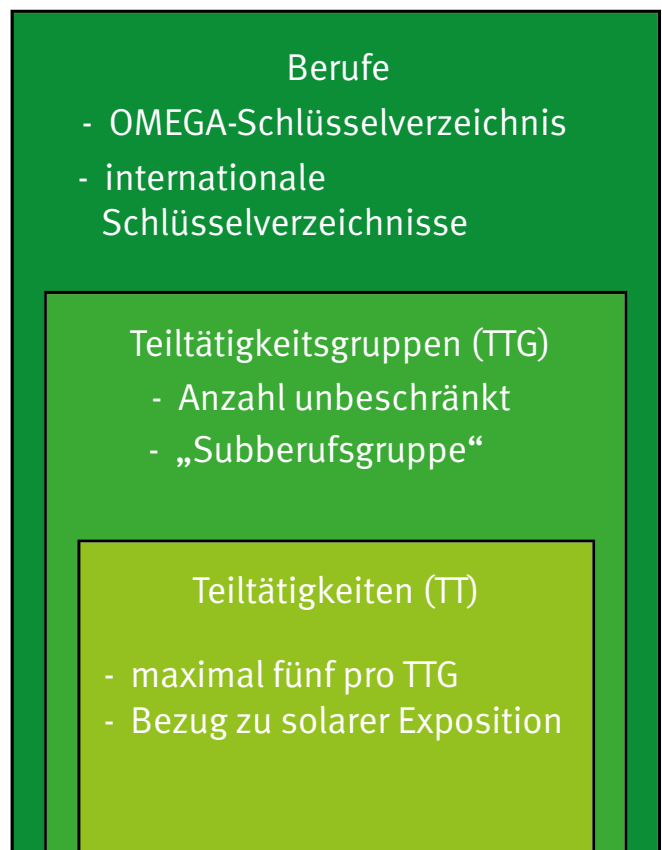 Berufe
- OMEGA-Schlüsselverzeichnis
- internationale
Schlüsselverzeichnisse
Teiltätigkeitsgruppen (TTG)
- Anzahl unbeschränkt
- „Subberufsgruppe“
Teiltätigkeiten (TT)
- maximal fünf pro TTG
- Bezug zu solarer Exposition